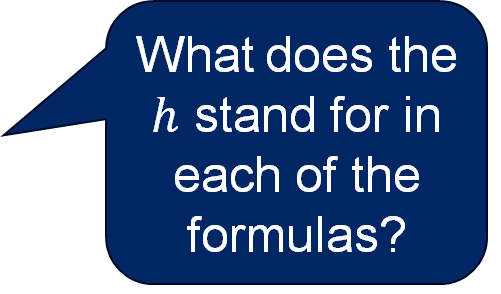 What does the
h stand for in
each of the
formulas?